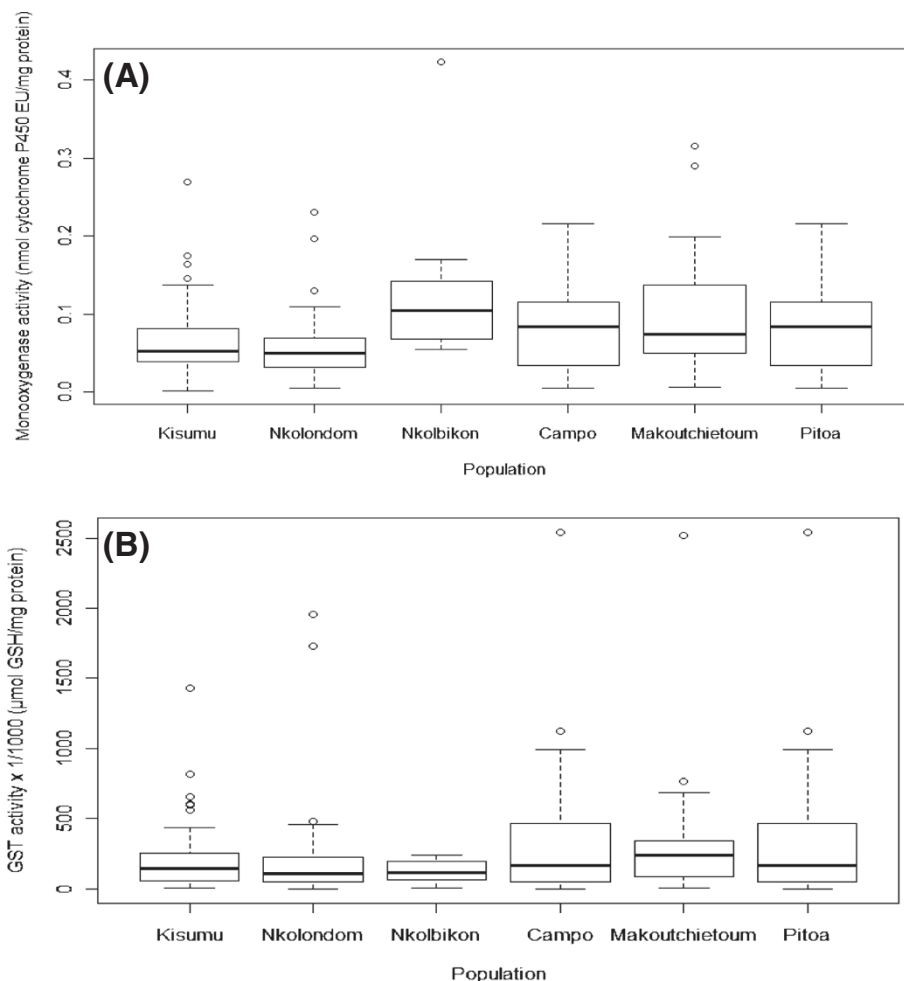 (A)
Monooxygenase activity (nmol cytochrome P450 EU/mg protein)
0.4
0.3
0.2
0.1
0.0
Kisumu Nkolondom Nkolbikon Campo Makoutchietoum Pitoa
Population
(B)
GST activity x 1/1000 (µmol GSH/mg protein)
2500
2000
1500
1000
500
0
Kisumu Nkolondom Nkolbikon Campo Makoutchietoum Pitoa
Population